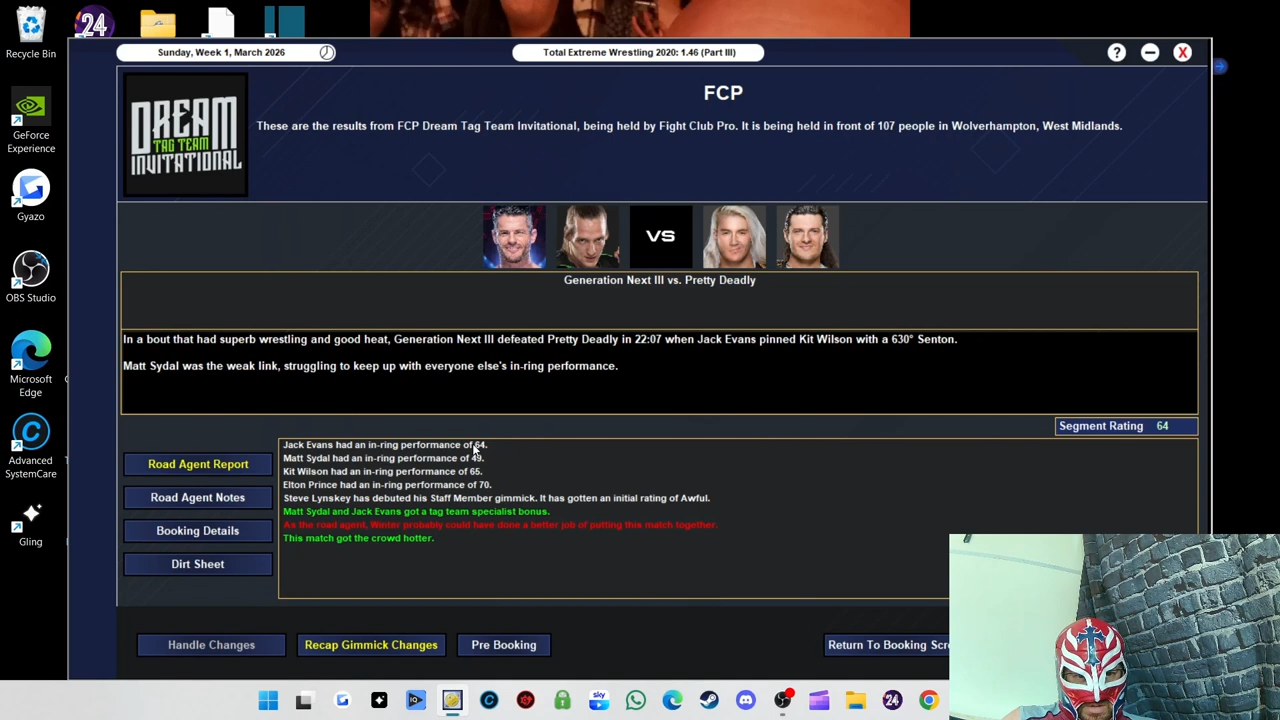 Recycle Bin
24
GeForce
Experience
Gyazo
OBS Studio
Microsoft
Edge
Advanced
SystemCare
Gling
Sunday, Week 1, March 2026
Total Extreme Wrestling 2020: 1.46 (Part III)
?
X
DREAM
TAG TEAM
INVITATIONAL
FCP
These are the results from FCP Dream Tag Team Invitational, being held by Fight Club Pro. It is being held in front of 107 people in Wolverhampton, West Midlands.
VS
Generation Next III vs. Pretty Deadly
In a bout that had superb wrestling and good heat, Generation Next III defeated Pretty Deadly in 22:07 when Jack Evans pinned Kit Wilson with a 630° Senton.
Matt Sydal was the weak link, struggling to keep up with everyone else's in-ring performance.
Segment Rating 64
Road Agent Report
Road Agent Notes
Booking Details
Dirt Sheet
Jack Evans had an in-ring performance of 64.
Matt Sydal had an in-ring performance of 49.
Kit Wilson had an in-ring performance of 65.
Elton Prince had an in-ring performance of 70.
Steve Lynskey has debuted his Staff Member gimmick. It has gotten an initial rating of Awful.
Matt Sydal and Jack Evans got a tag team specialist bonus.
As the road agent, Winter probably could have done a better job of putting this match together.
This match got the crowd hotter.
Handle Changes
Recap Gimmick Changes
Pre Booking
Return To Booking Scre
sky
24